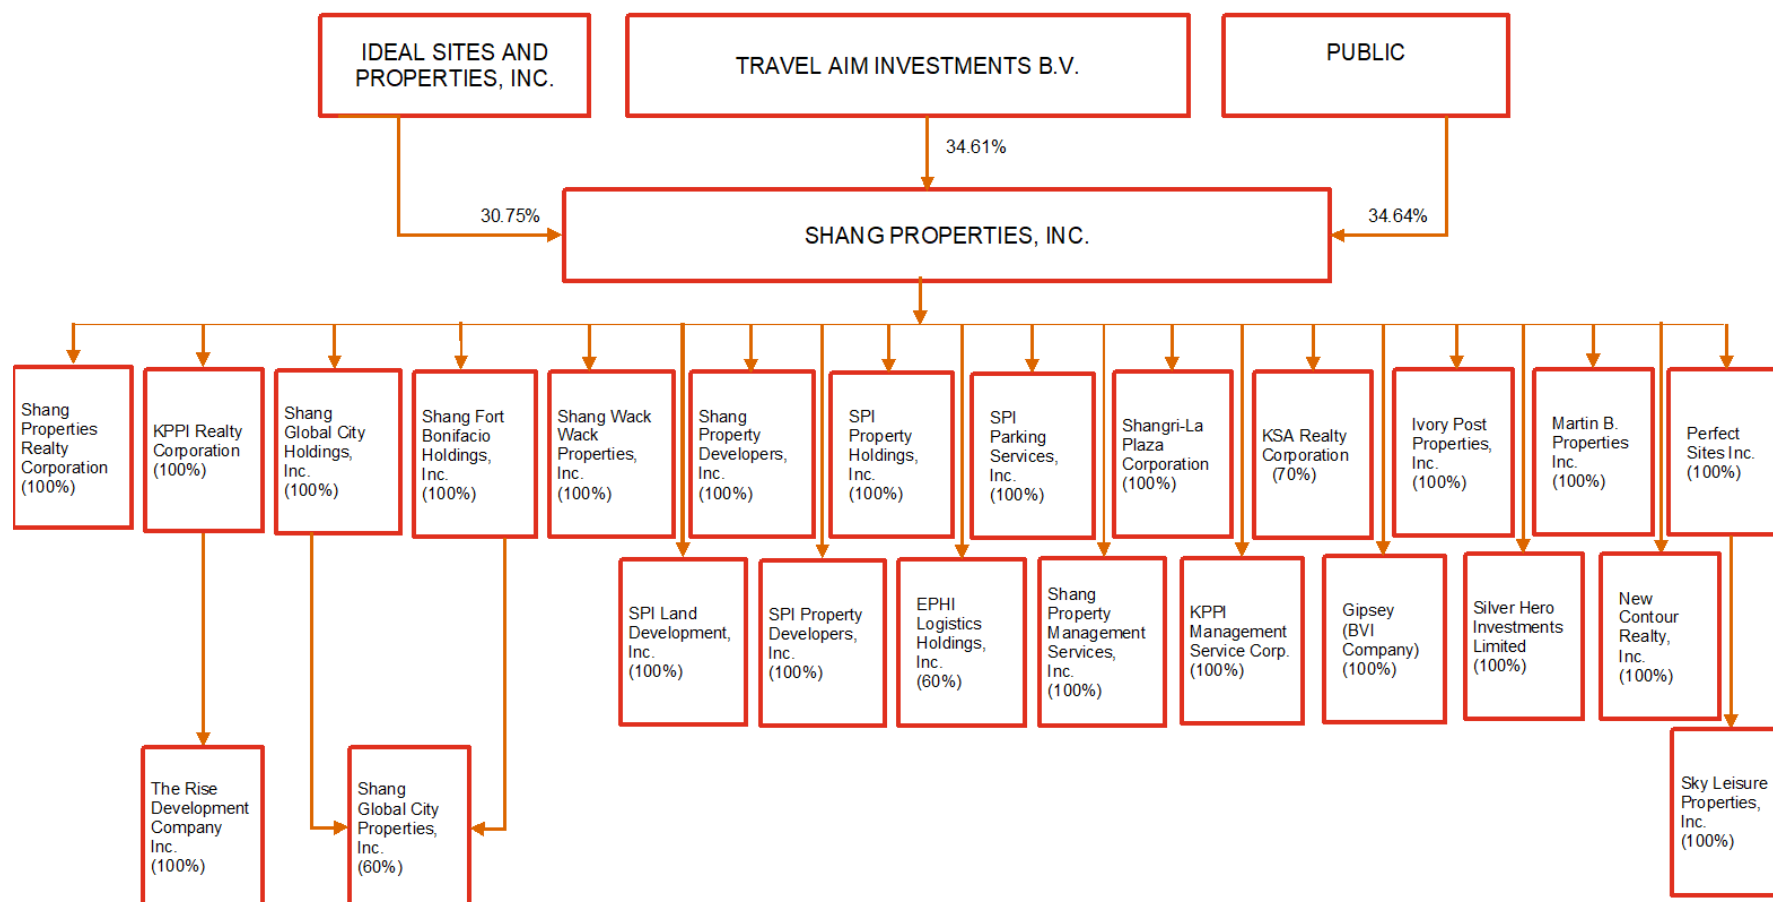 IDEAL SITES AND
PROPERTIES, INC.
TRAVEL AIM INVESTMENTS B.V.
PUBLIC
34.61%
30.75%
34.64%
SHANG PROPERTIES, INC.
Shang
Properties
Realty
Corporation
(100%)
KPPI Realty
Corporation
(100%)
Shang
Global City
Holdings,
Inc.
(100%)
Shang Fort
Bonifacio
Holdings,
Inc.
(100%)
Shang Wack
Wack
Properties,
Inc.
(100%)
Shang
Property
Developers,
Inc.
(100%)
SPI
Property
Holdings,
Inc.
(100%)
SPI
Parking
Services,
Inc.
(100%)
Shangri-La
Plaza
Corporation
(100%)
KSA Realty
Corporation
(70%)
Ivory Post
Properties,
Inc.
(100%)
Martin B.
Properties
Inc.
(100%)
Perfect
Sites Inc.
(100%)
SPI Land
Development,
Inc.
(100%)
SPI Property
Developers,
Inc.
(100%)
EPHI
Logistics
Holdings,
Inc.
(60%)
Shang
Property
Management
Services,
Inc.
(100%)
KPPI
Management
Service Corp.
(100%)
Gipsey
(BVI
Company)
(100%)
Silver Hero
Investments
Limited
(100%)
New
Contour
Realty,
Inc.
(100%)
The Rise
Development
Company
Inc.
(100%)
Shang
Global City
Properties,
Inc.
(60%)
Sky Leisure
Properties,
Inc.
(100%)